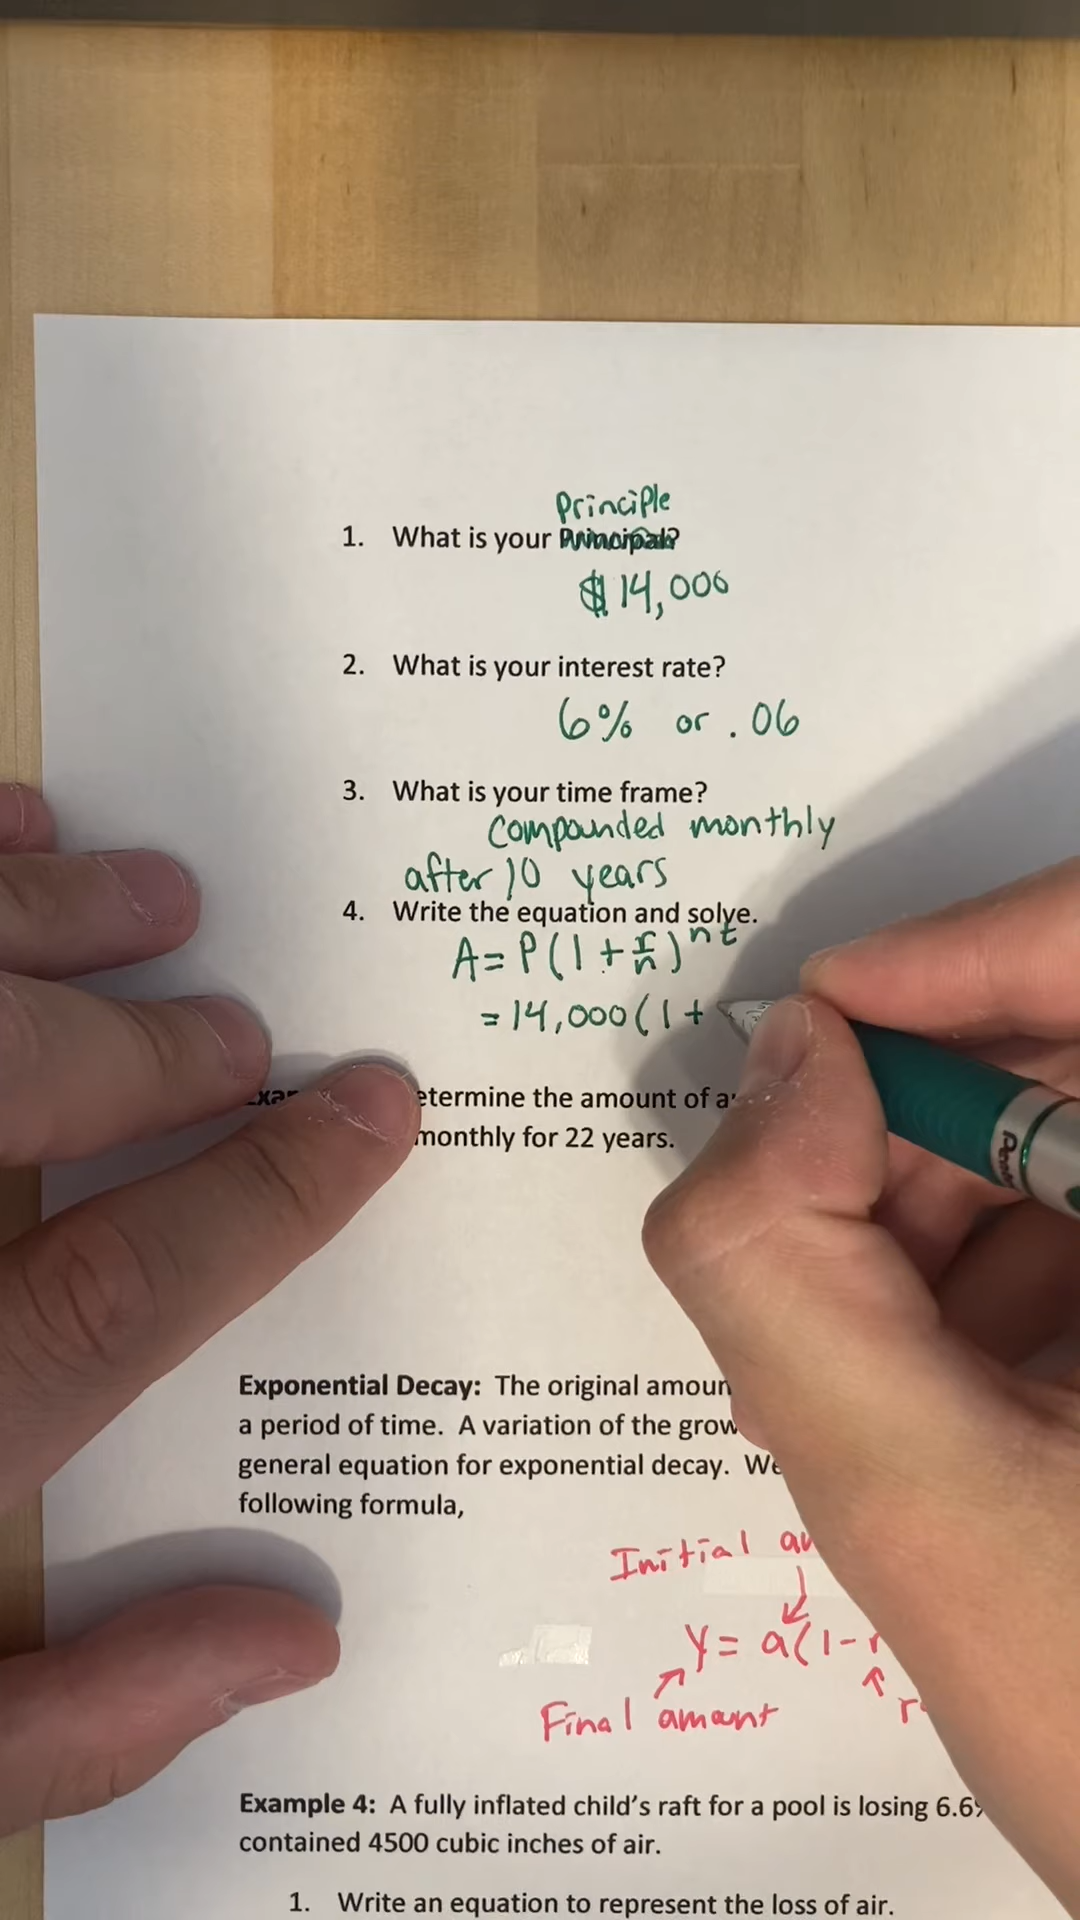 principle
1. What is your Principal?
$14,000
2. What is your interest rate?
6% or .06
3. What is your time frame?
compounded monthly
after 10 years
4. Write the equation and solve.
A = P(1 + r/n)^nt
= 14,000(1 +
etermine the amount of a
monthly for 22 years.
Exponential Decay: The original amoun
a period of time. A variation of the grow
general equation for exponential decay. We
following formula,
Initial
y = a(1-
Final amount
Example 4: A fully inflated child's raft for a pool is losing 6.6%
contained 4500 cubic inches of air.
1. Write an equation to represent the loss of air.